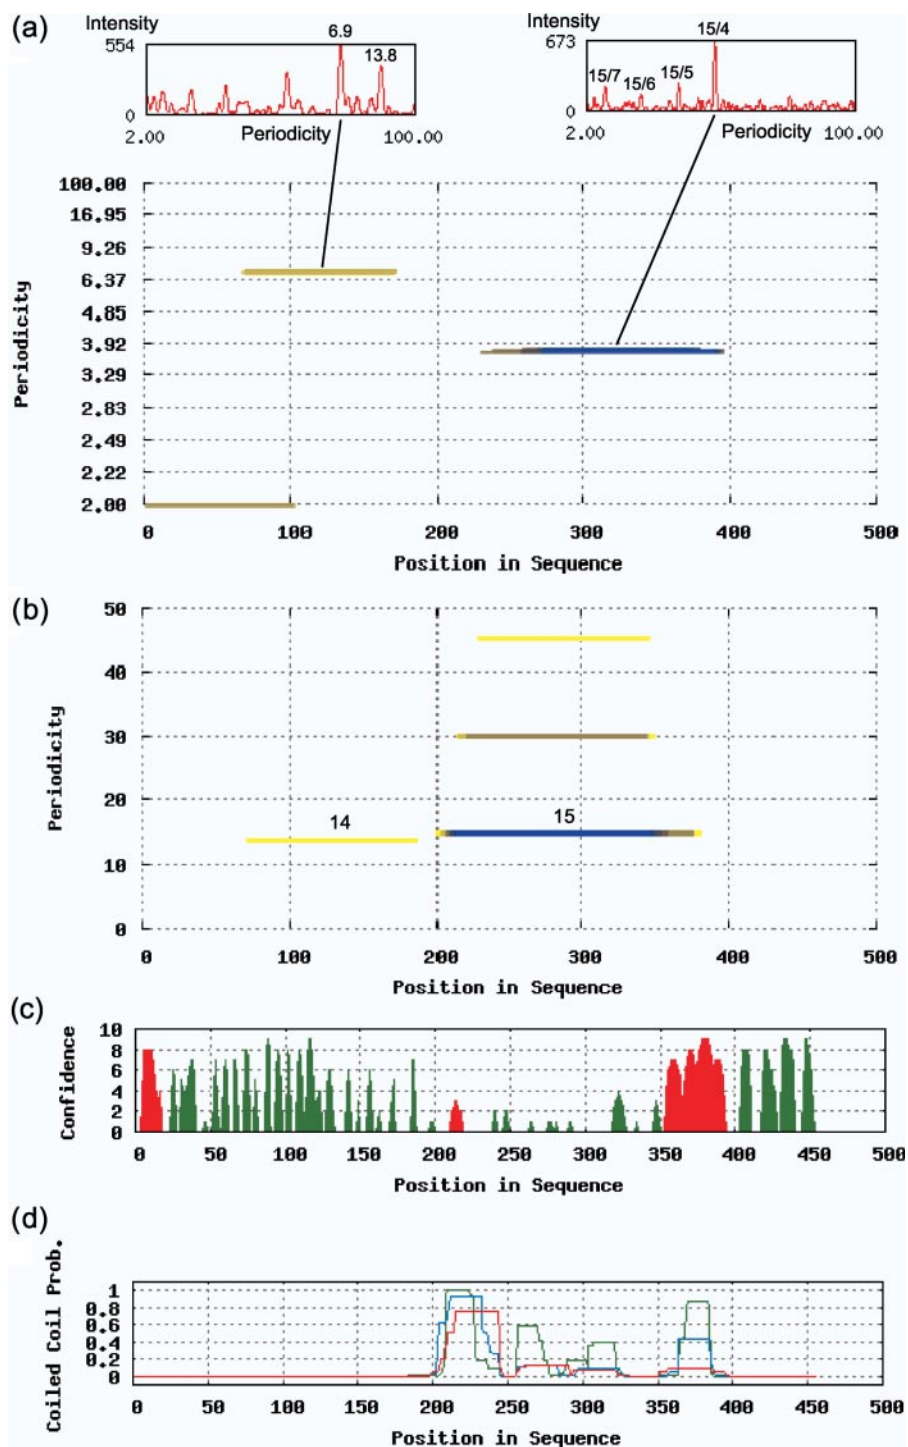 (a)
Intensity
554
6.9
13.8
0
2.00
Periodicity
100.00
Intensity
673
15/4
15/7
15/6
15/5
0
2.00
Periodicity
100.00
Periodicity
100.00
16.95
9.26
6.37
4.85
3.92
3.29
2.83
2.49
2.22
2.00
0 100 200 300 400 500
Position in Sequence
(b)
Periodicity
50
40
30
20
10
0
14
15
0 100 200 300 400 500
Position in Sequence
(c)
Confidence
10
8
6
4
2
0
0 50 100 150 200 250 300 350 400 450 500
Position in Sequence
(d)
Coiled Coil Prob.
1
0.8
0.6
0.4
0.2
0
0 50 100 150 200 250 300 350 400 450 500
Position in Sequence